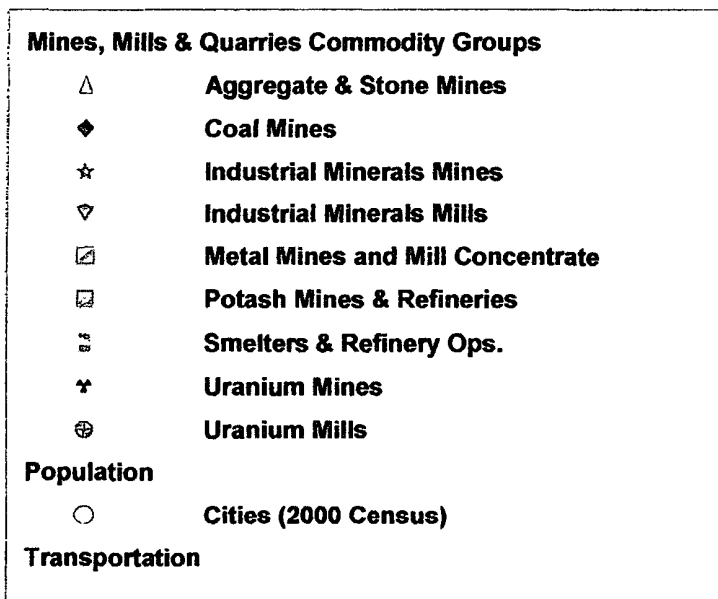 Mines, Mills & Quarries Commodity Groups
Aggregate & Stone Mines
Coal Mines
Industrial Minerals Mines
Industrial Minerals Mills
Metal Mines and Mill Concentrate
Potash Mines & Refineries
Smelters & Refinery Ops.
Uranium Mines
Uranium Mills
Population
Cities (2000 Census)
Transportation